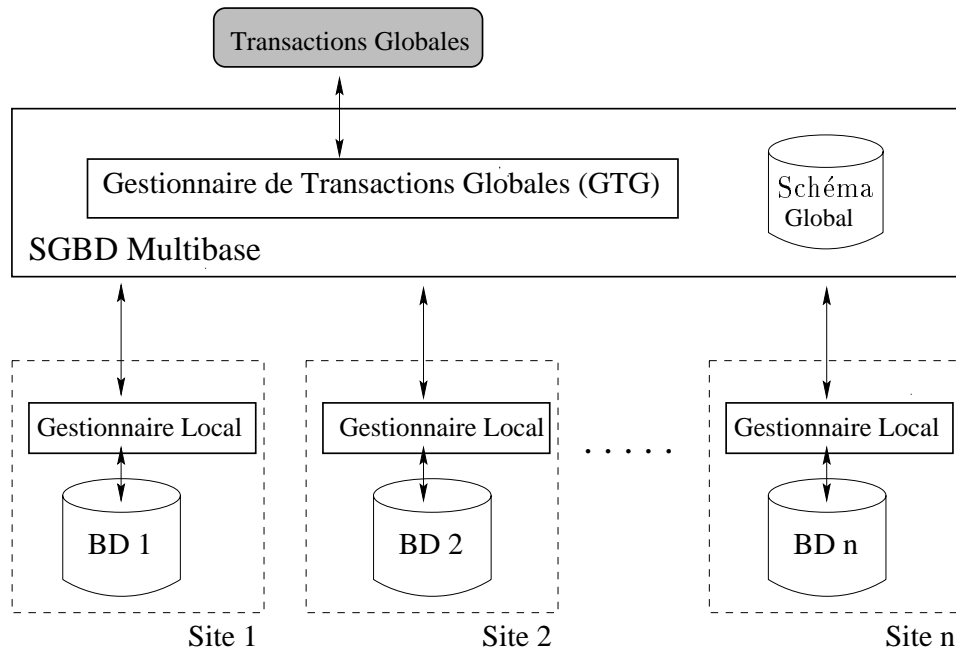 Transactions Globales
Gestionnaire de Transactions Globales (GTG)
Schéma
Global
SGBD Multibase
Gestionnaire Local
Gestionnaire Local
. . . . .
Gestionnaire Local
BD 1
BD 2
BD n
Site 1
Site 2
Site n